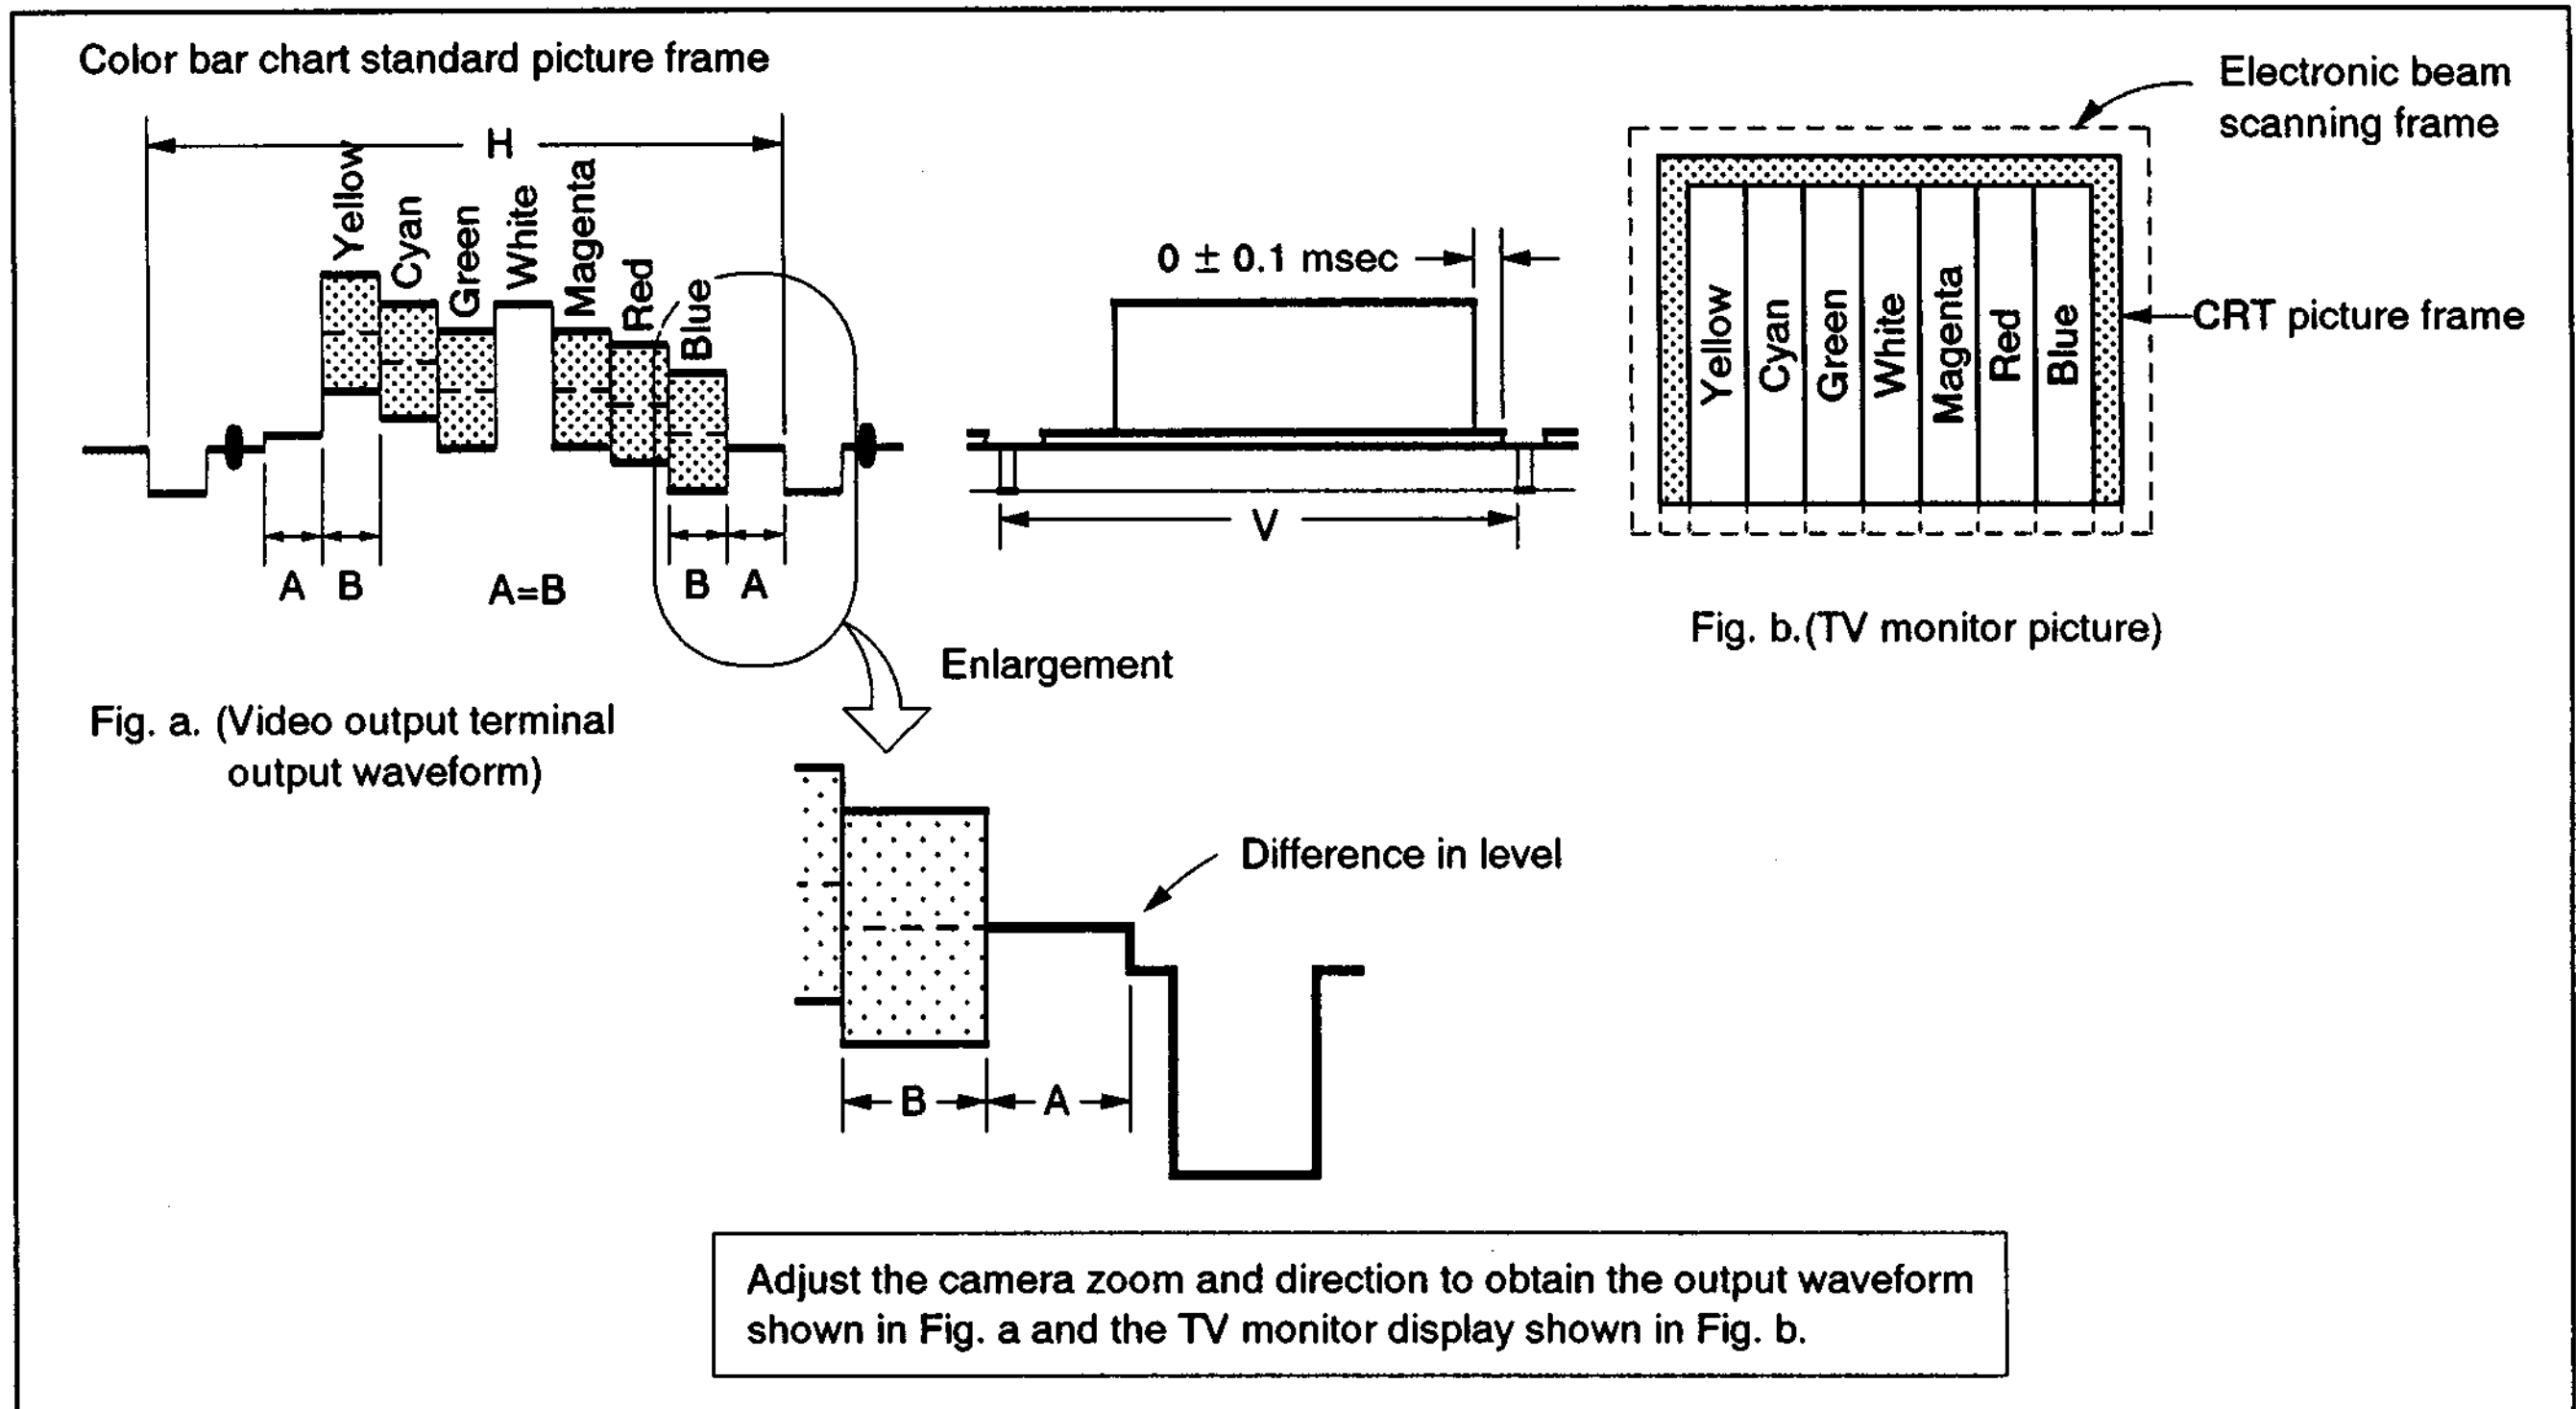 Color bar chart standard picture frame
H
Yellow
Cyan
Green
White
Magenta
Red
Blue
A
B
A=B
B
A
Fig. a. (Video output terminal
output waveform)
0 ± 0.1 msec
V
Electronic beam
scanning frame
Yellow
Cyan
Green
White
Magenta
Red
Blue
CRT picture frame
Fig. b.(TV monitor picture)
Enlargement
Difference in level
B
A
Adjust the camera zoom and direction to obtain the output waveform
shown in Fig. a and the TV monitor display shown in Fig. b.